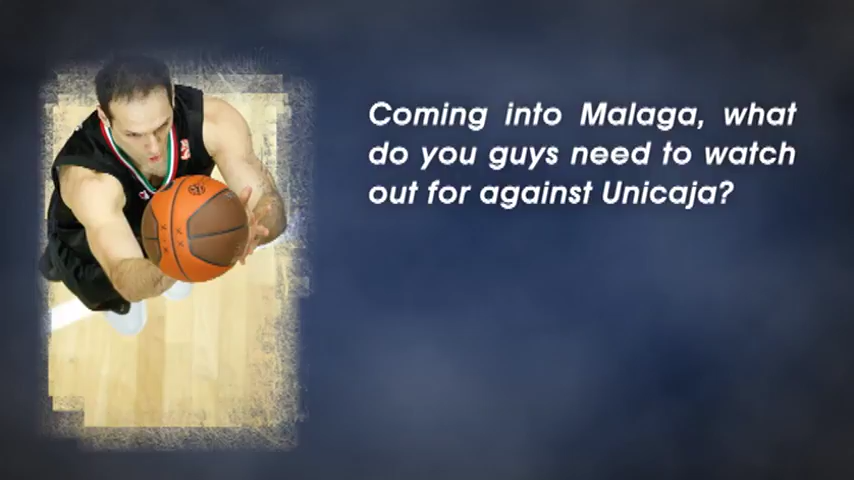 Coming into Malaga, what
do you guys need to watch
out for against Unicaja?